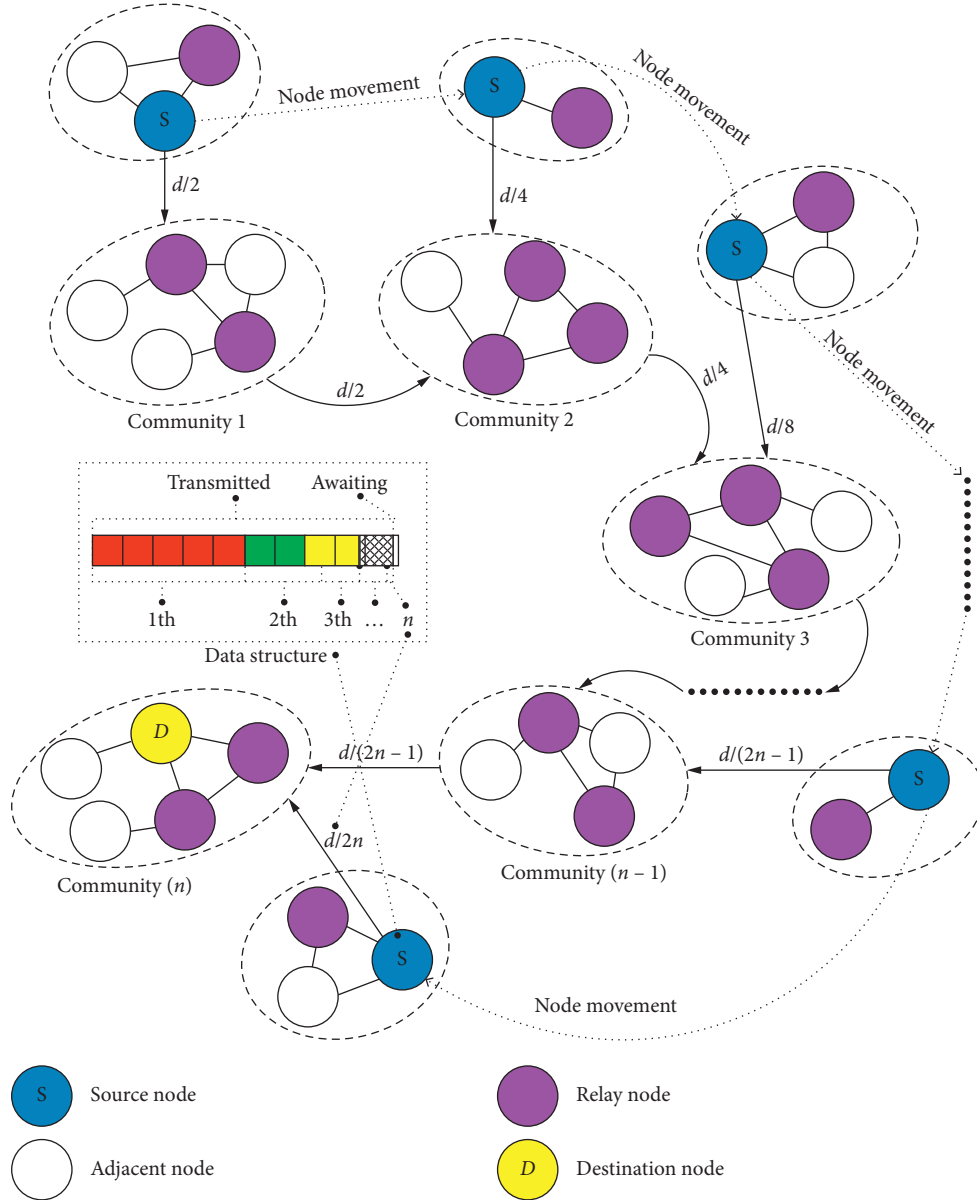 S
Node movement
S
Node movement
d/2
d/4
S
Node movement
d/2
d/4
d/8
Community 1
Community 2
Transmitted
Awaiting
1th
2th
3th
...
n
Community 3
Data structure
D
d/(2n – 1)
d/(2n – 1)
S
d/2n
Community (n)
Community (n – 1)
S
Node movement
S
Source node
Relay node
Adjacent node
D
Destination node